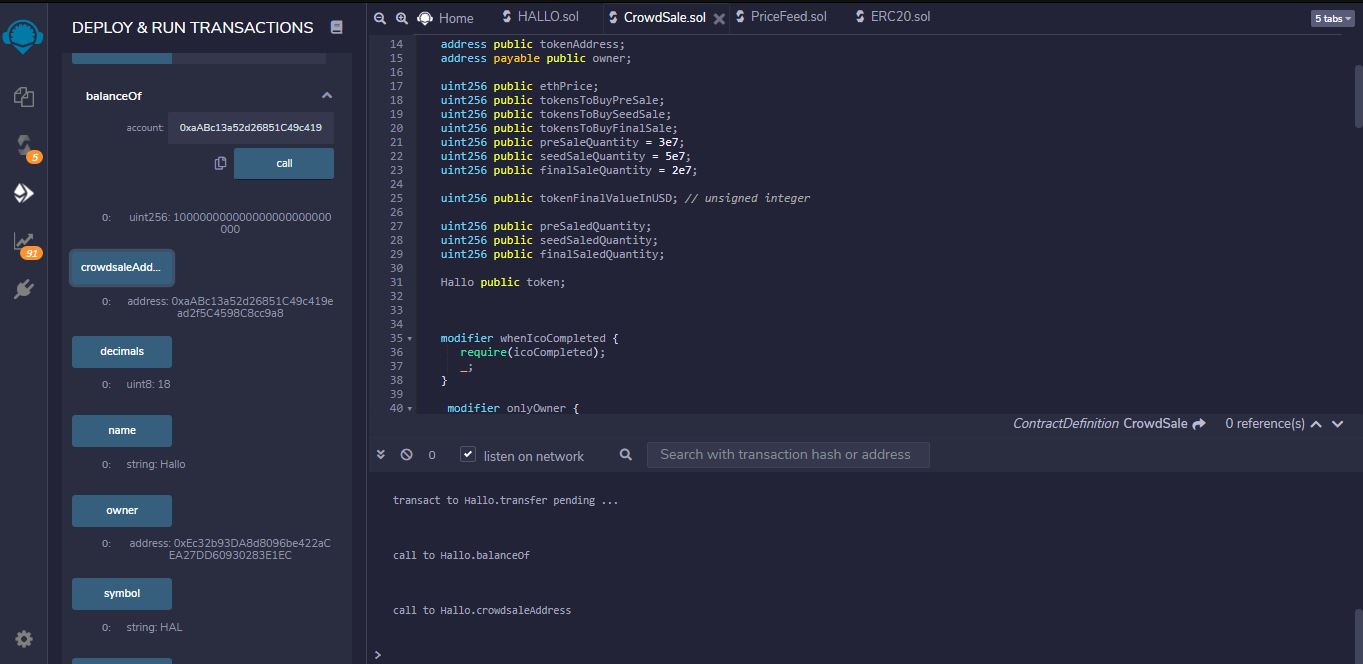 DEPLOY & RUN TRANSACTIONS
balanceOf
account:
0xaABc13a52d26851C49c419
call
0:
uint256: 100000000000000000000000
000
crowdsaleAdd...
0:
address: 0xaABc13a52d26851C49c419e
ad2f5C4598C8cc9a8
decimals
0:
uint8: 18
name
0:
string: Hallo
owner
0:
address: 0xEc32b93DA8d8096be422aC
EA27DD60930283E1EC
symbol
0:
string: HAL
5
91
Home
HALLO.sol
CrowdSale.sol
PriceFeed.sol
ERC20.sol
5 tabs
14 address public tokenAddress;
15 address payable public owner;
16
17 uint256 public ethPrice;
18 uint256 public tokensToBuyPreSale;
19 uint256 public tokensToBuySeedSale;
20 uint256 public tokensToBuyFinalSale;
21 uint256 public preSaleQuantity = 3e7;
22 uint256 public seedSaleQuantity = 5e7;
23 uint256 public finalSaleQuantity = 2e7;
24
25 uint256 public tokenFinalValueInUSD; // unsigned integer
26
27 uint256 public preSaledQuantity;
28 uint256 public seedSaledQuantity;
29 uint256 public finalSaledQuantity;
30
31 Hallo public token;
32
33
34
35 modifier whenIcoCompleted {
36 require(icoCompleted);
37 _;
38 }
39
40 modifier onlyOwner {
ContractDefinition CrowdSale 0 reference(s)
0
listen on network
Search with transaction hash or address
transact to Hallo.transfer pending ...
call to Hallo.balanceOf
call to Hallo.crowdsaleAddress
>